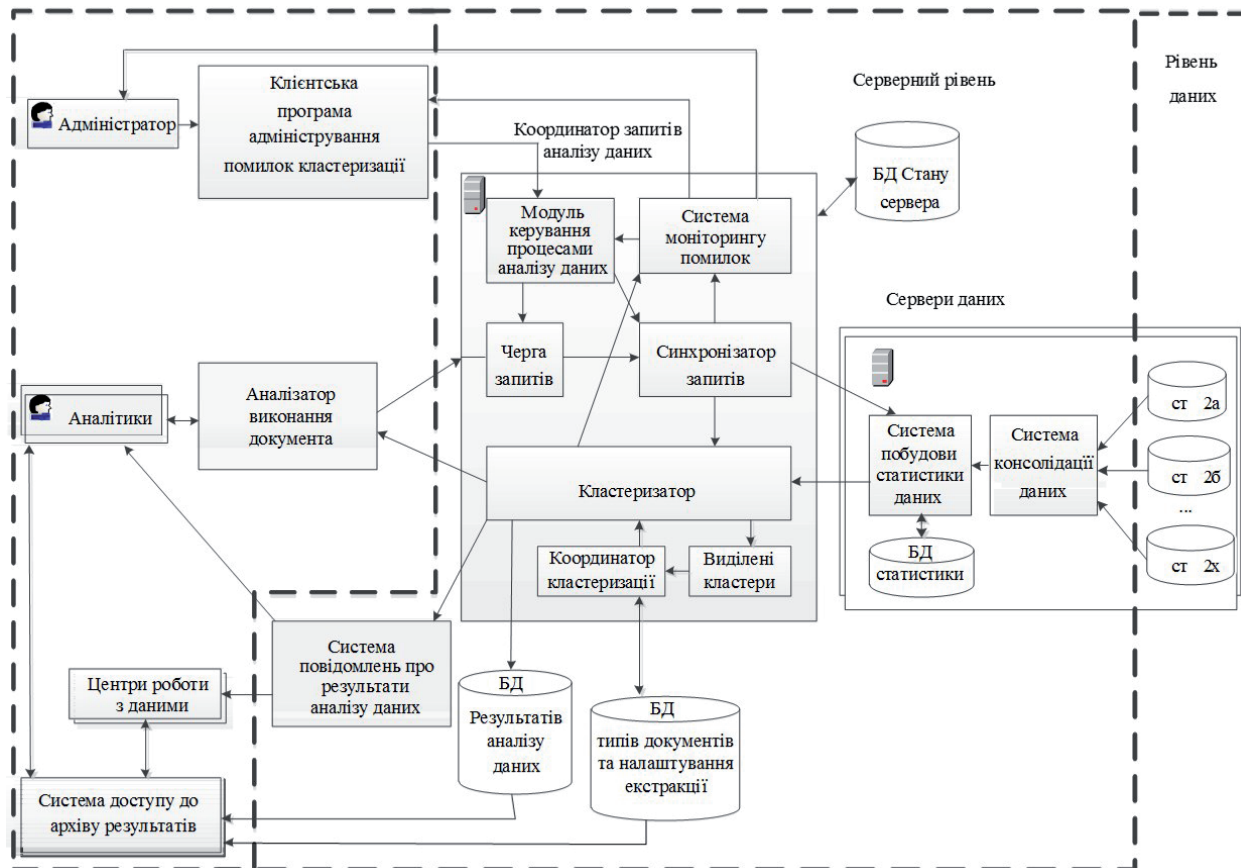 Клієнтська
програма
адміністрування
помилок кластеризації
Адміністратор
Координатор запитів
аналізу даних
Серверний рівень
Рівень
даних
БД Стану
сервера
Модуль
керування
процесами
аналізу даних
Система
моніторингу
помилок
Сервери даних
Черга
запитів
Синхронізатор
запитів
Аналітики
Аналізатор
виконання
документа
Система
побудови
статистики
даних
Система
консолідації
даних
ст 2а
ст 2б
...
ст 2х
БД
статистики
Кластеризатор
Координатор
кластеризації
Виділені
кластери
Система
повідомлень про
результати
аналізу даних
Центри роботи
з даними
БД
Результатів
аналізу
даних
БД
типів документів
та налаштування
екстракції
Система доступу до
архіву результатів